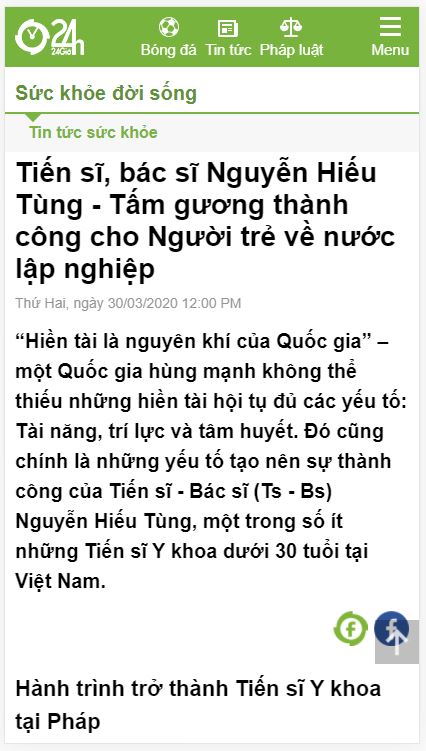 24h
24Giờ
Bóng đá
Tin tức
Pháp luật
Menu
Sức khỏe đời sống
Tin tức sức khỏe
Tiến sĩ, bác sĩ Nguyễn Hiếu
Tùng - Tấm gương thành
công cho Người trẻ về nước
lập nghiệp
Thứ Hai, ngày 30/03/2020 12:00 PM
“Hiền tài là nguyên khí của Quốc gia” –
một Quốc gia hùng mạnh không thể
thiếu những hiền tài hội tụ đủ các yếu tố:
Tài năng, trí lực và tâm huyết. Đó cũng
chính là những yếu tố tạo nên sự thành
công của Tiến sĩ - Bác sĩ (Ts - Bs)
Nguyễn Hiếu Tùng, một trong số ít
những Tiến sĩ Y khoa dưới 30 tuổi tại
Việt Nam.
Hành trình trở thành Tiến sĩ Y khoa
tại Pháp